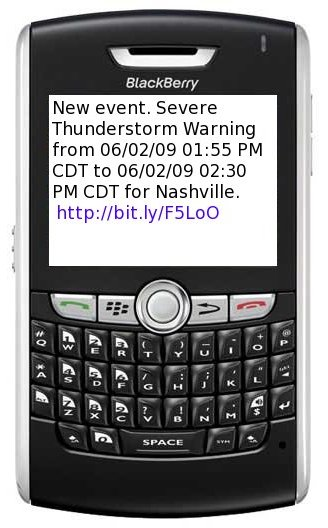 BlackBerry
New event. Severe
Thunderstorm Warning
from 06/02/09 01:55 PM
CDT to 06/02/09 02:30
PM CDT for Nashville.
http://bit.ly/F5LoO
# Q W E R ( T ) Y _ U - I + O @ P
A S D F G : H ; J K L
Z X C ? V ! B , N . M $
SPACE SYM